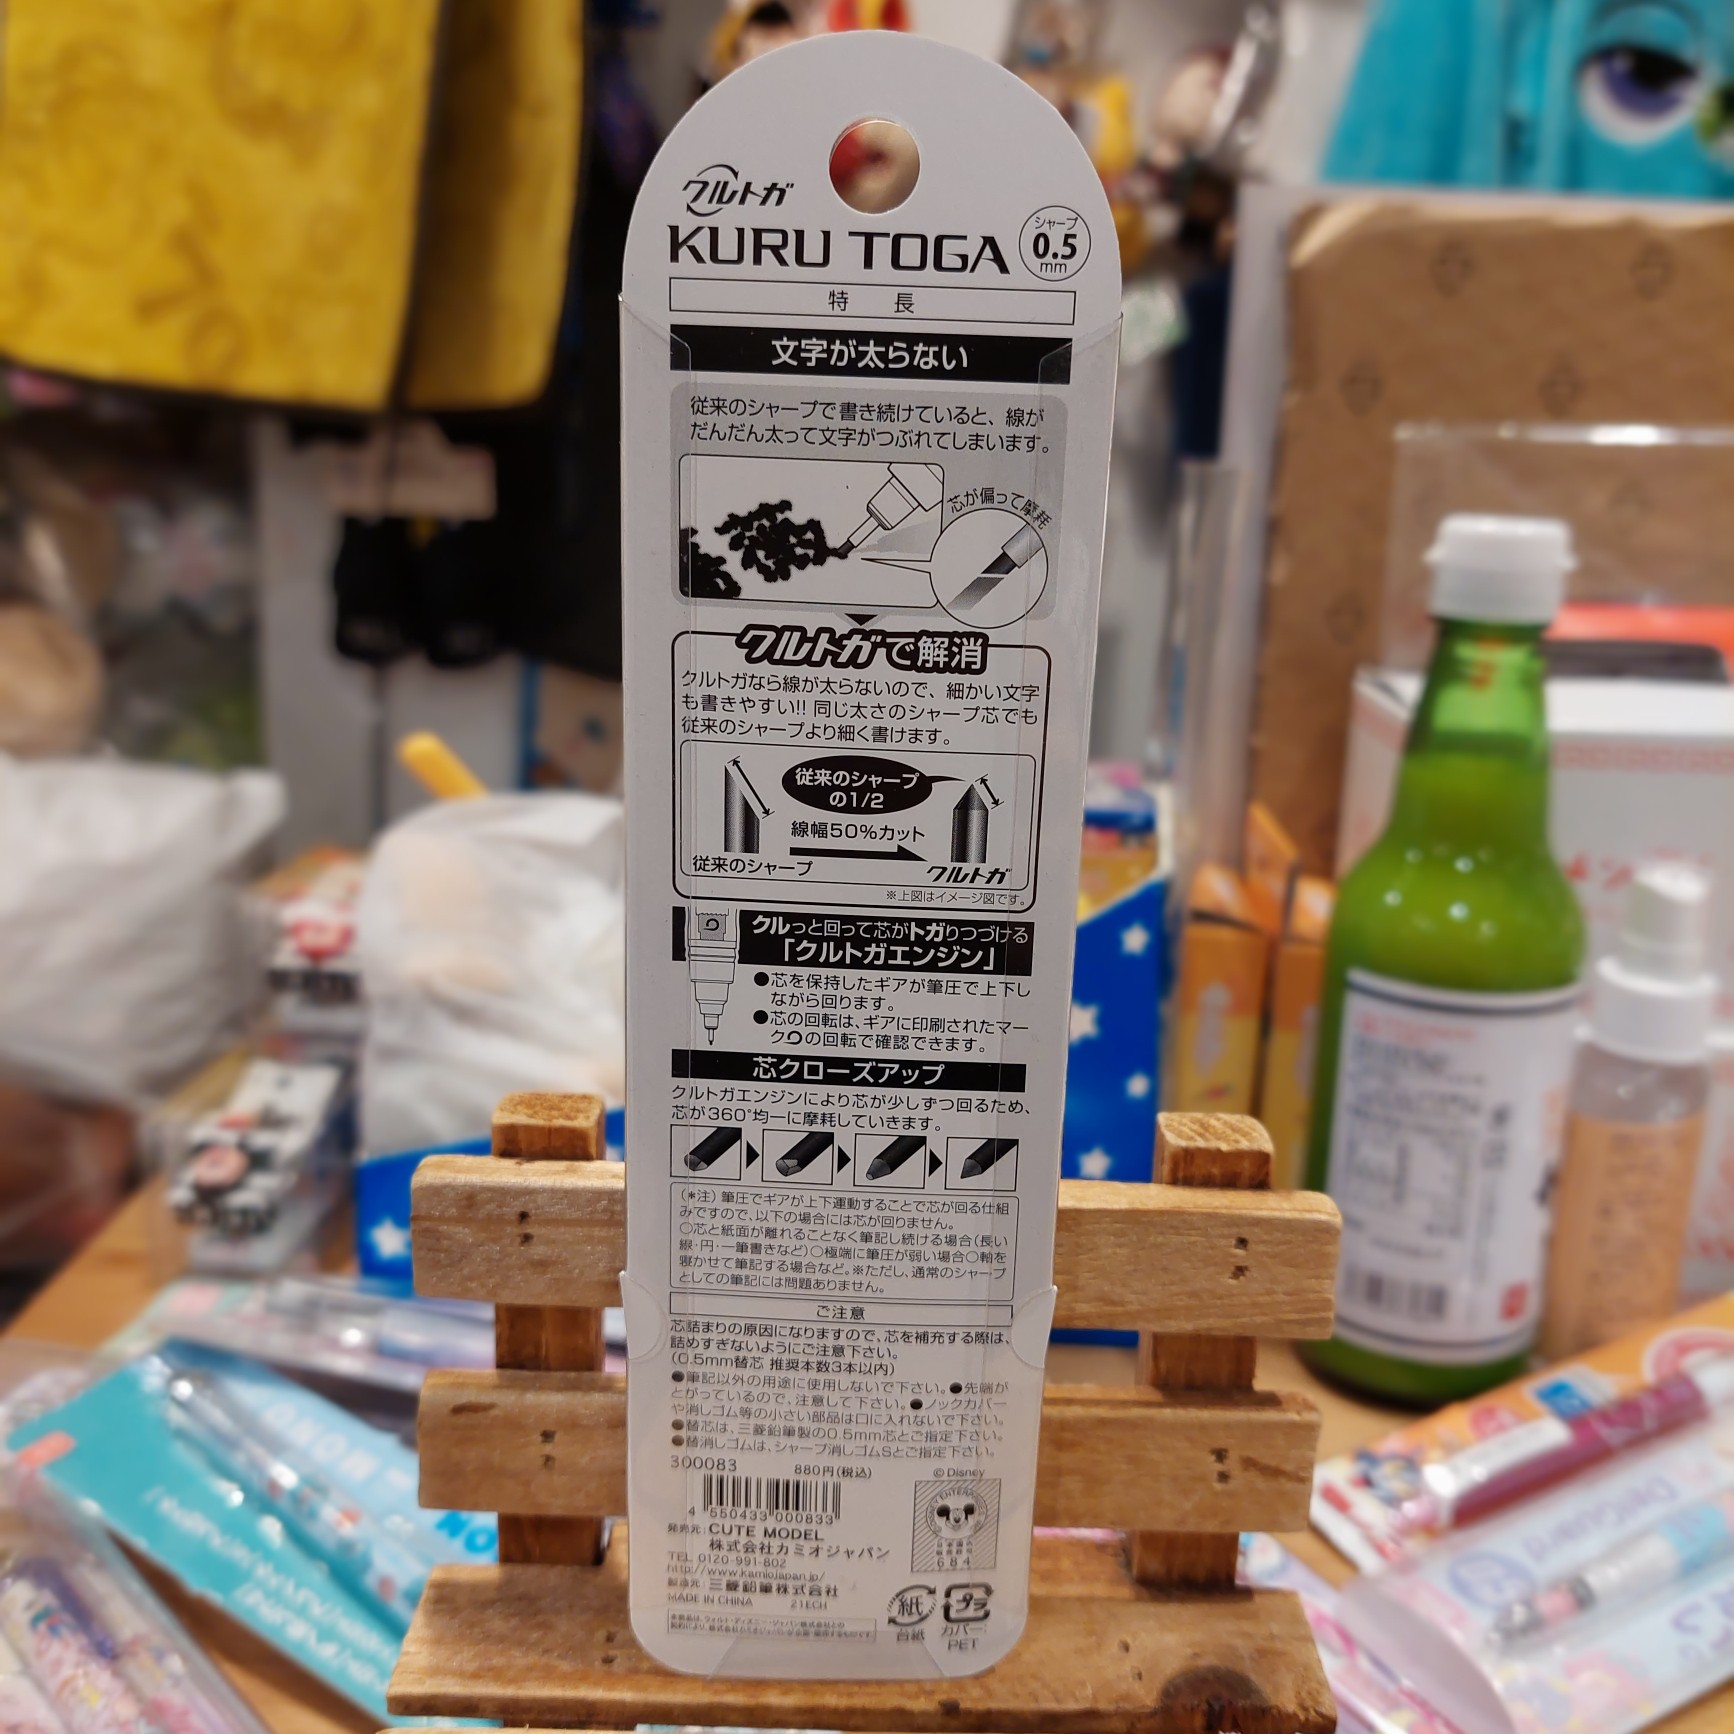 クルトガ
KURU TOGA
シャープ
0.5
mm
特 長
文字が太らない
従来のシャープで書き続けていると、線が
だんだん太って文字がつぶれてしまいます。
芯が偏って摩耗
クルトガで解消
クルトガなら線が太らないので、細かい文字
も書きやすい!! 同じ太さのシャープ芯でも
従来のシャープより細く書けます。
従来のシャープ
の1/2
線幅50%カット
従来のシャープ
クルトガ
※上図はイメージ図です。
クルっと回って芯がトガりつづける
「クルトガエンジン」
●芯を保持したギアが筆圧で上下し
ながら回ります。
●芯の回転は、ギアに印刷されたマー
クの回転で確認できます。
芯クローズアップ
クルトガエンジンにより芯が少しずつ回るため、
芯が360°均一に摩耗していきます。
(*注) 筆圧でギアが上下運動することで芯が回る仕組
みですので、以下の場合には芯が回りません。
○芯と紙面が離れることなく筆記し続ける場合(長い
線・円・一筆書きなど)○極端に筆圧が弱い場合○軸を
寝かせて筆記する場合など。※ただし、通常のシャープ
としての筆記には問題ありません。
ご注意
芯詰まりの原因になりますので、芯を補充する際は、
詰めすぎないようにご注意下さい。
(0.5mm替芯 推奨本数3本以内)
●筆記以外の用途に使用しないで下さい。●先端が
とがっているので、注意して下さい。●ノックカバー
や消しゴム等の小さい部品は口に入れないで下さい。
●替芯は、三菱鉛筆製の0.5mm芯とご指定下さい。
●替消しゴムは、シャープ消しゴムSとご指定下さい。
300083 880円(税込) © Disney
4 550433 000833
発売元: CUTE MODEL
株式会社カミオジャパン
TEL 0120-991-802
http://www.kamiojapan.jp/
製造元: 三菱鉛筆株式会社
MADE IN CHINA 21ECH
684
紙
台紙
プラ
カバー:
PET